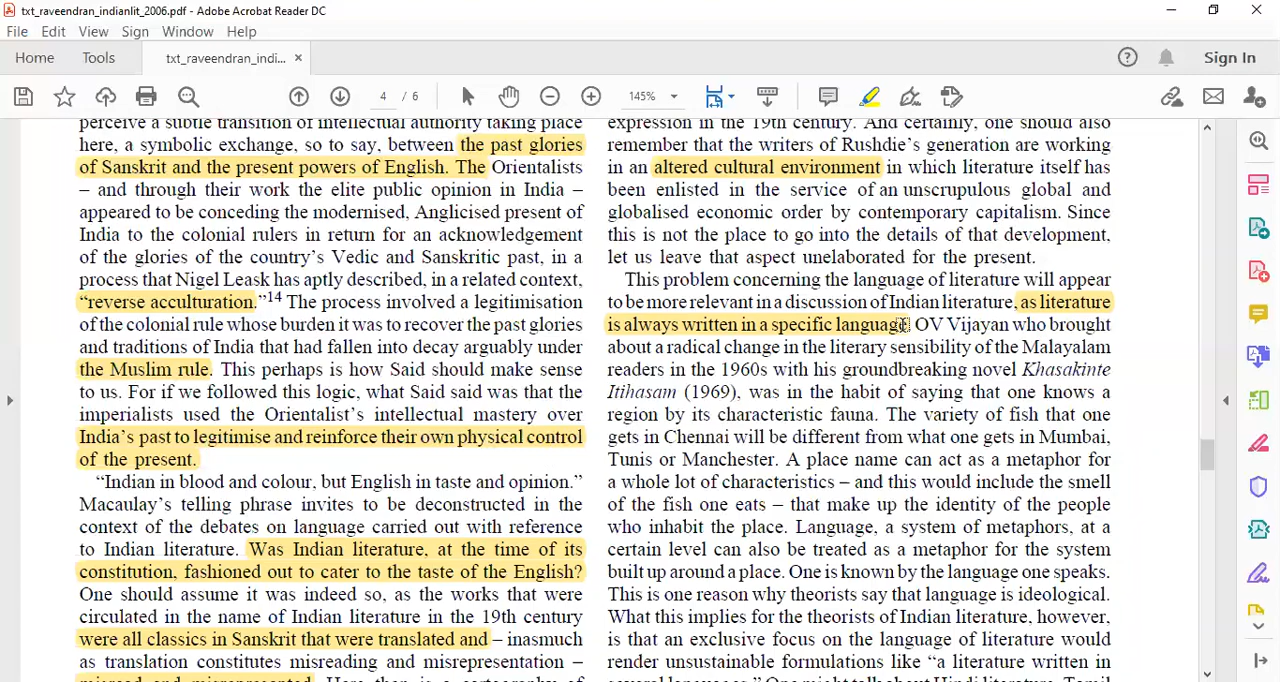 txt_raveendran_indianlit_2006.pdf - Adobe Acrobat Reader DC
File Edit View Sign Window Help
Home Tools txt_raveendran_indi... × Sign In
4 / 6 145%
perceive a subtle transition of intellectual authority taking place
here, a symbolic exchange, so to say, between the past glories
of Sanskrit and the present powers of English. The Orientalists
– and through their work the elite public opinion in India –
appeared to be conceding the modernised, Anglicised present of
India to the colonial rulers in return for an acknowledgement
of the glories of the country’s Vedic and Sanskritic past, in a
process that Nigel Leask has aptly described, in a related context,
“reverse acculturation.”14 The process involved a legitimisation
of the colonial rule whose burden it was to recover the past glories
and traditions of India that had fallen into decay arguably under
the Muslim rule. This perhaps is how Said should make sense
to us. For if we followed this logic, what Said said was that the
imperialists used the Orientalist’s intellectual mastery over
India’s past to legitimise and reinforce their own physical control
of the present.
“Indian in blood and colour, but English in taste and opinion.”
Macaulay’s telling phrase invites to be deconstructed in the
context of the debates on language carried out with reference
to Indian literature. Was Indian literature, at the time of its
constitution, fashioned out to cater to the taste of the English?
One should assume it was indeed so, as the works that were
circulated in the name of Indian literature in the 19th century
were all classics in Sanskrit that were translated and – inasmuch
as translation constitutes misreading and misrepresentation –
misread and misrepresented. Here then is a cartography of
expression in the 19th century. And certainly, one should also
remember that the writers of Rushdie’s generation are working
in an altered cultural environment in which literature itself has
been enlisted in the service of an unscrupulous global and
globalised economic order by contemporary capitalism. Since
this is not the place to go into the details of that development,
let us leave that aspect unelaborated for the present.
This problem concerning the language of literature will appear
to be more relevant in a discussion of Indian literature, as literature
is always written in a specific language. OV Vijayan who brought
about a radical change in the literary sensibility of the Malayalam
readers in the 1960s with his groundbreaking novel Khasakinte
Itihasam (1969), was in the habit of saying that one knows a
region by its characteristic fauna. The variety of fish that one
gets in Chennai will be different from what one gets in Mumbai,
Tunis or Manchester. A place name can act as a metaphor for
a whole lot of characteristics – and this would include the smell
of the fish one eats – that make up the identity of the people
who inhabit the place. Language, a system of metaphors, at a
certain level can also be treated as a metaphor for the system
built up around a place. One is known by the language one speaks.
This is one reason why theorists say that language is ideological.
What this implies for the theorists of Indian literature, however,
is that an exclusive focus on the language of literature would
render unsustainable formulations like “a literature written in
several languages.” One might talk about Hindi literature, Tamil